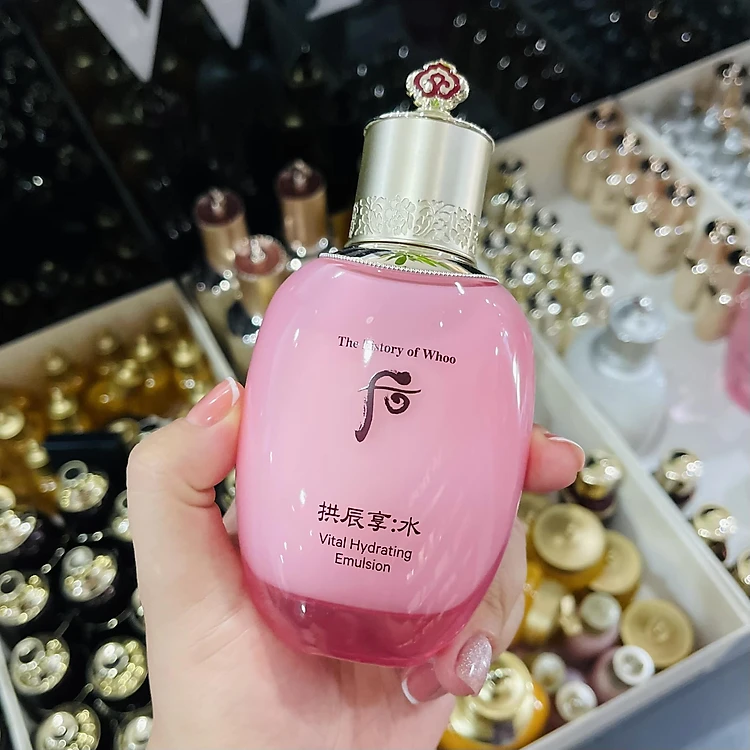 The History of Whoo
拱辰享:水
Vital Hydrating
Emulsion